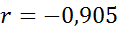 r = −0,905